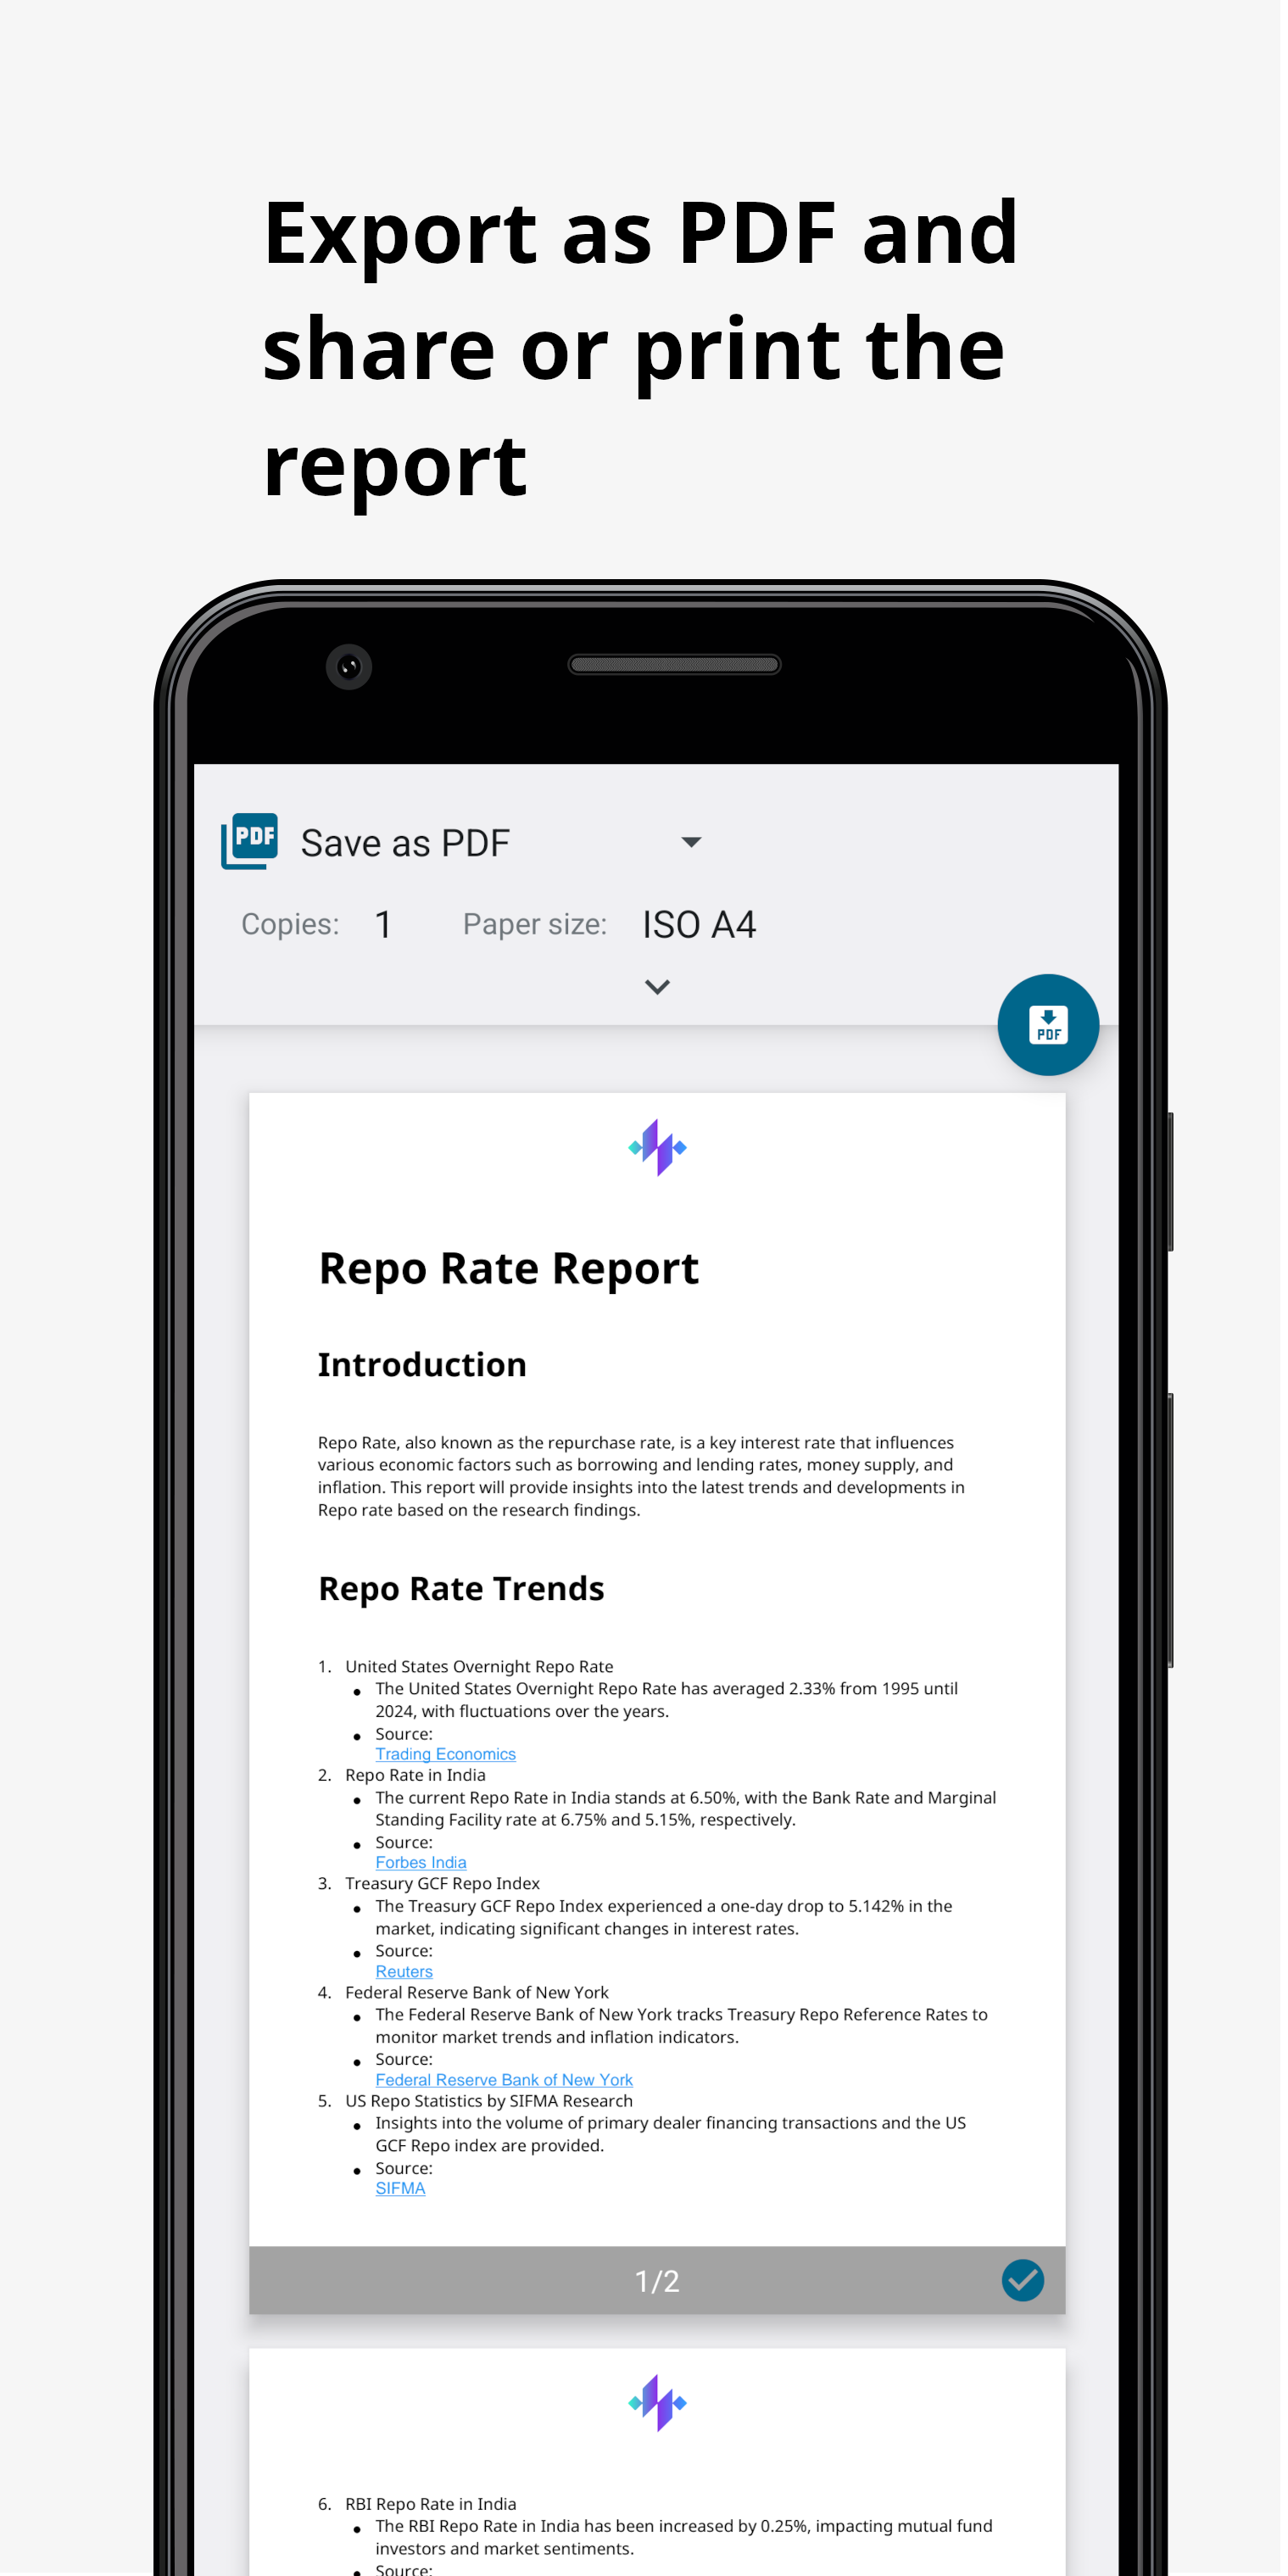 Export as PDF and
share or print the
report
PDF
Save as PDF
Copies: 1 Paper size: ISO A4
PDF
Repo Rate Report
Introduction
Repo Rate, also known as the repurchase rate, is a key interest rate that influences
various economic factors such as borrowing and lending rates, money supply, and
inflation. This report will provide insights into the latest trends and developments in
Repo rate based on the research findings.
Repo Rate Trends
1. United States Overnight Repo Rate
• The United States Overnight Repo Rate has averaged 2.33% from 1995 until
2024, with fluctuations over the years.
• Source:
Trading Economics
2. Repo Rate in India
• The current Repo Rate in India stands at 6.50%, with the Bank Rate and Marginal
Standing Facility rate at 6.75% and 5.15%, respectively.
• Source:
Forbes India
3. Treasury GCF Repo Index
• The Treasury GCF Repo Index experienced a one-day drop to 5.142% in the
market, indicating significant changes in interest rates.
• Source:
Reuters
4. Federal Reserve Bank of New York
• The Federal Reserve Bank of New York tracks Treasury Repo Reference Rates to
monitor market trends and inflation indicators.
• Source:
Federal Reserve Bank of New York
5. US Repo Statistics by SIFMA Research
• Insights into the volume of primary dealer financing transactions and the US
GCF Repo index are provided.
• Source:
SIFMA
1/2
6. RBI Repo Rate in India
• The RBI Repo Rate in India has been increased by 0.25%, impacting mutual fund
investors and market sentiments.
• Source: